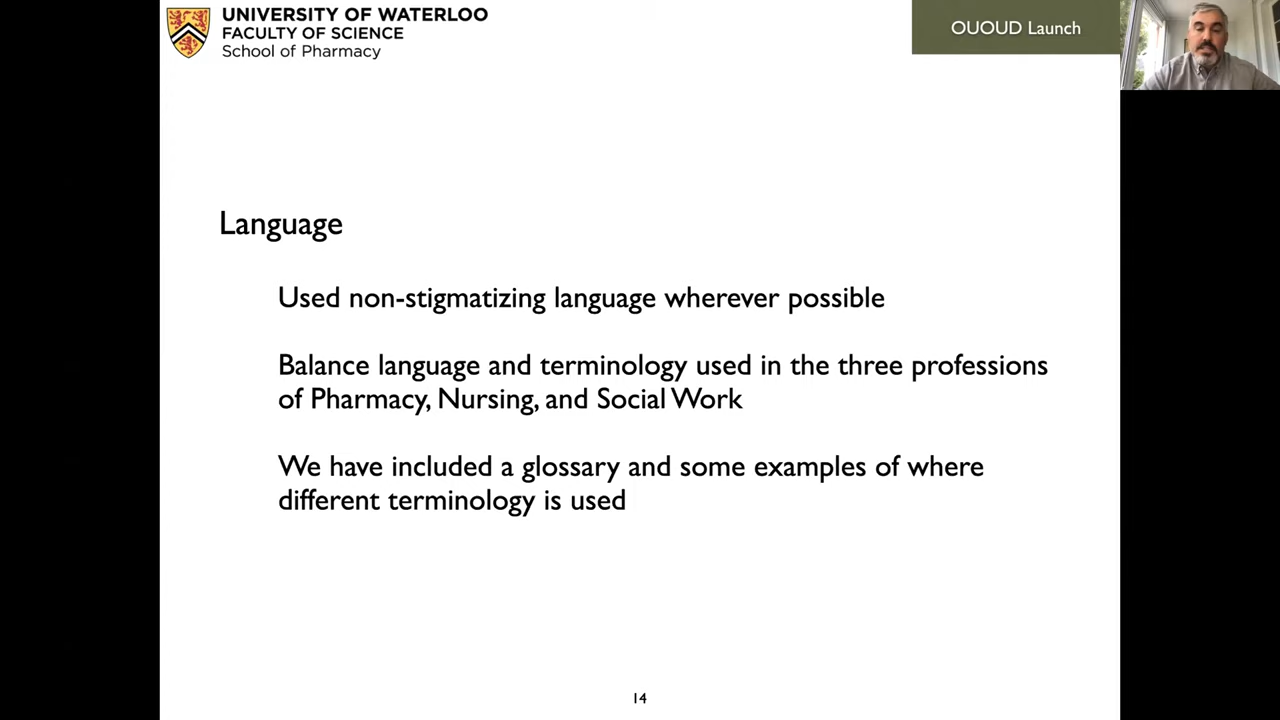 UNIVERSITY OF WATERLOO
FACULTY OF SCIENCE
School of Pharmacy
OUOUD Launch
Language
Used non-stigmatizing language wherever possible
Balance language and terminology used in the three professions
of Pharmacy, Nursing, and Social Work
We have included a glossary and some examples of where
different terminology is used
14